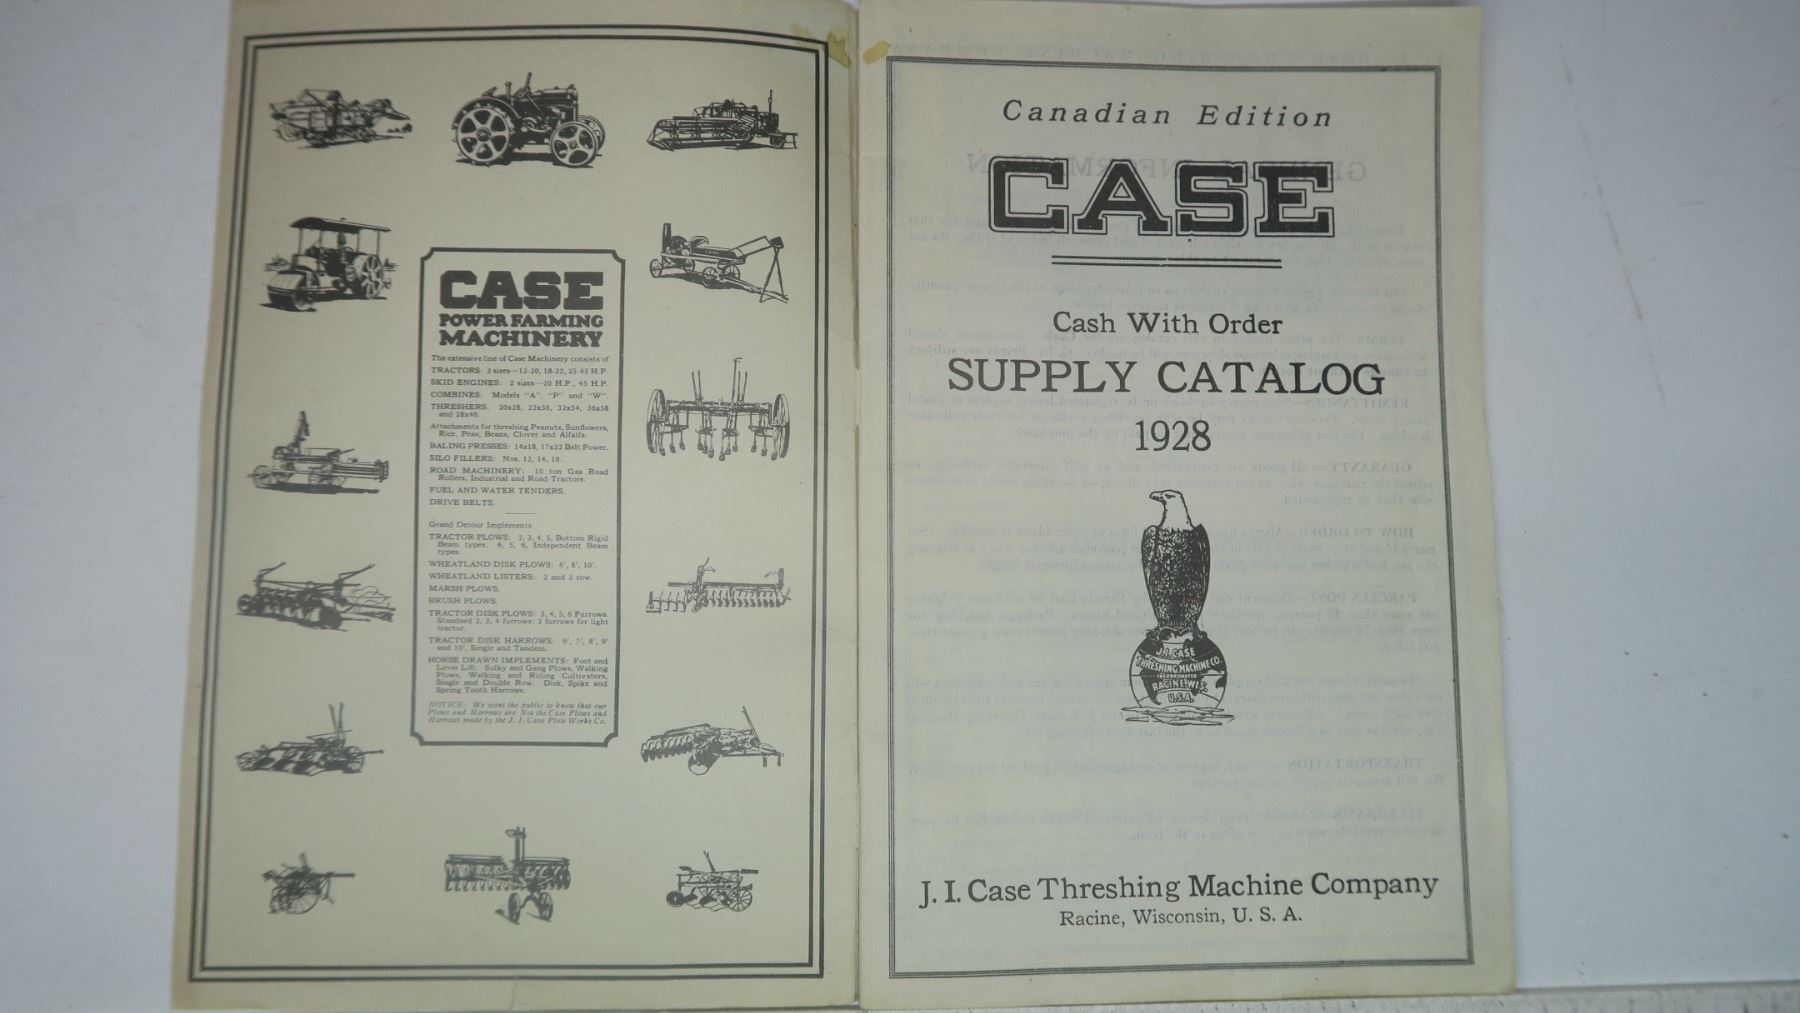 CASE
POWER FARMING
MACHINERY
The extensive line of Case Machinery consists of
TRACTORS: 3 sizes—12-20, 18-32, 25-45 H.P.
SKID ENGINES: 2 sizes—20 H.P., 45 H.P.
COMBINES: Models "A", "P" and "W".
THRESHERS: 20x28, 22x36, 32x54, 36x58
and 28x46.
Attachments for threshing Peanuts, Sunflowers,
Rice, Peas, Beans, Clover and Alfalfa.
BALING PRESSES: 14x18, 17x22 Belt Power.
SILO FILLERS: Nos. 12, 14, 16.
ROAD MACHINERY: 10 ton Gas Road
Rollers, Industrial and Road Tractors.
FUEL AND WATER TENDERS.
DRIVE BELTS.
Grand Detour Implements.
TRACTOR PLOWS: 2, 3, 4, 5, Bottom Rigid
Beam types. 4, 5, 6, Independent Beam
types.
WHEATLAND DISK PLOWS: 6', 8', 10'.
WHEATLAND LISTERS: 2 and 3 row.
MARSH PLOWS.
BRUSH PLOWS.
TRACTOR DISK PLOWS: 3, 4, 5, 6 Furrows.
Standard 2, 3, 4 furrows; 3 furrows for light
tractor.
TRACTOR DISK HARROWS: 6', 7', 8', 9'
and 10', Single and Tandem.
HORSE DRAWN IMPLEMENTS: Foot and
Lever Lift. Sulky and Gang Plows, Walking
Plows, Walking and Riding Cultivators,
Single and Double Row. Disk, Spike and
Spring Tooth Harrows.
NOTICE: We want the public to know that our
Plows and Harrows are Not the Case Plows and
Harrows made by the J. I. Case Plow Works Co.
Canadian Edition
CASE
Cash With Order
SUPPLY CATALOG
1928
J. I. CASE
THRESHING MACHINE CO.
INCORPORATED
RACINE, WIS.
U.S.A.
J. I. Case Threshing Machine Company
Racine, Wisconsin, U. S. A.